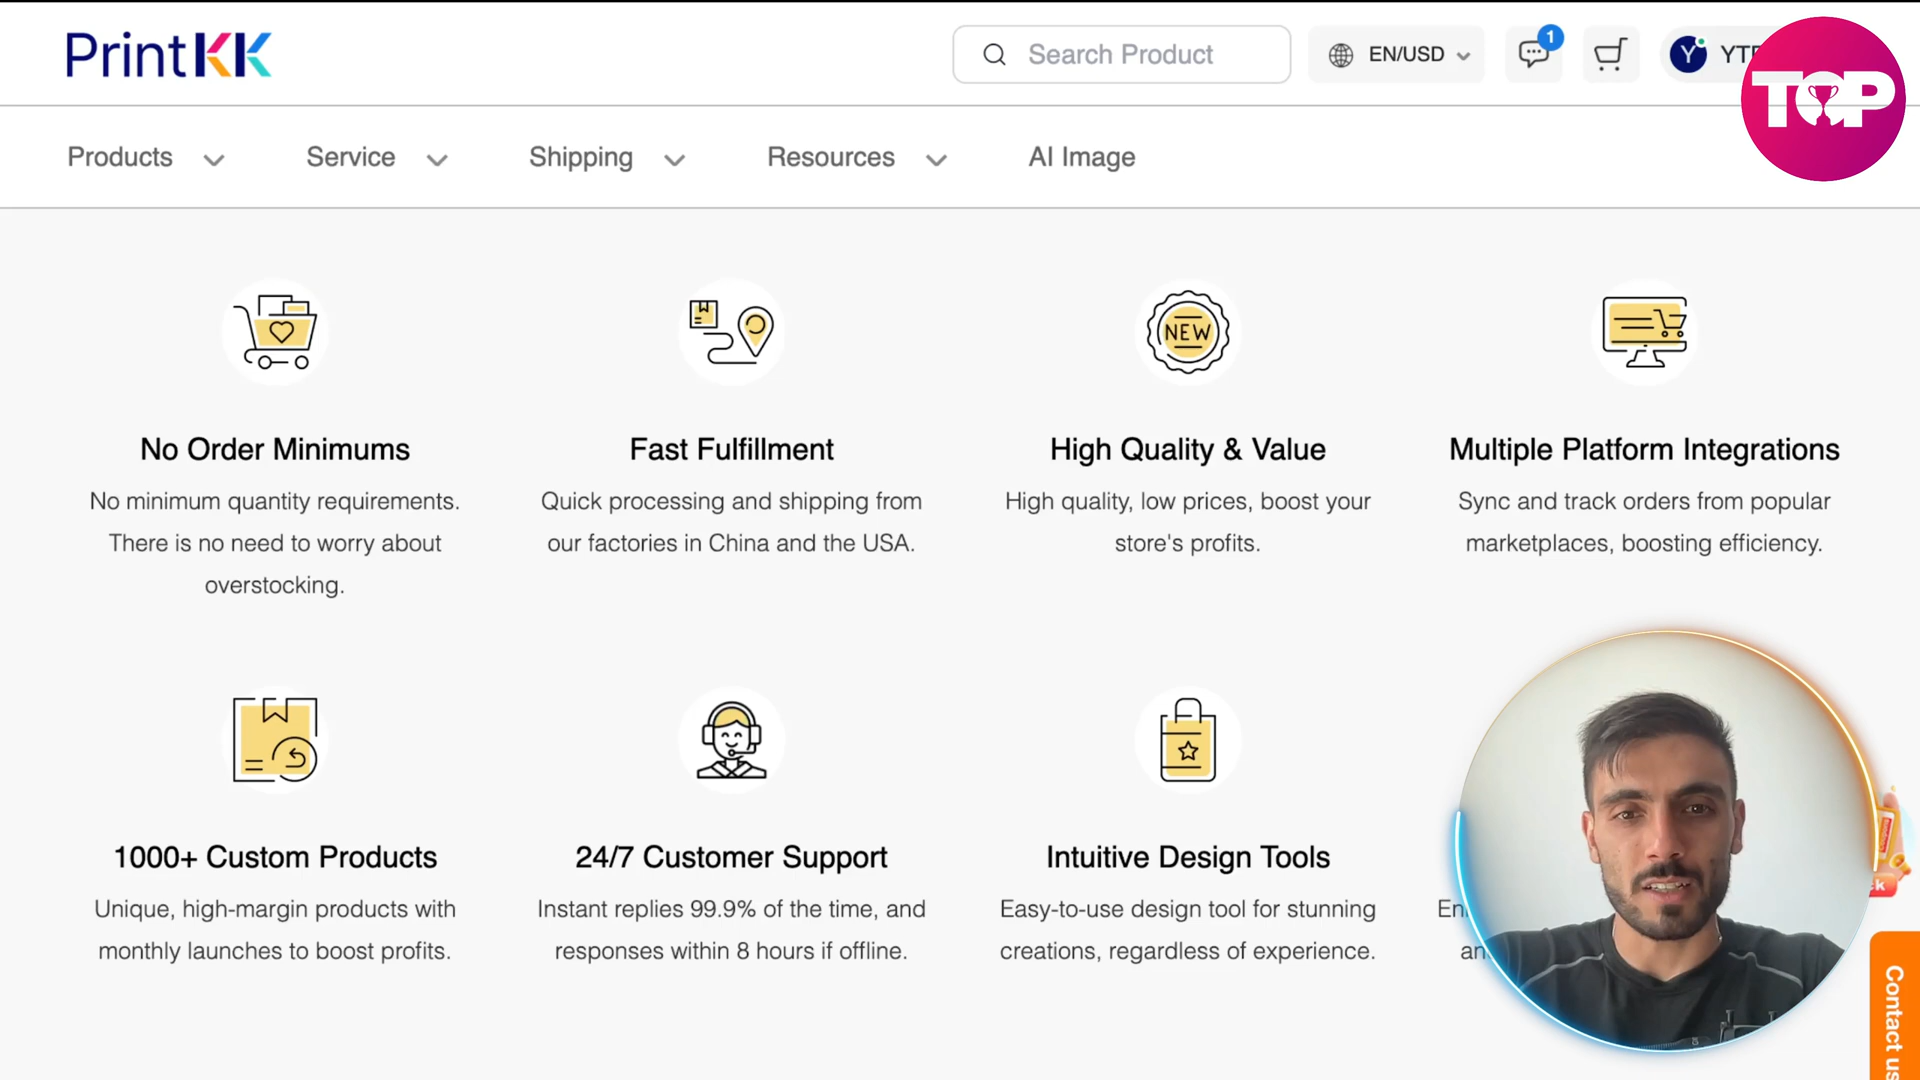 PrintKK
Search Product
EN/USD
1
Y
TOP
Products
Service
Shipping
Resources
AI Image
NEW
No Order Minimums
No minimum quantity requirements.
There is no need to worry about
overstocking.
Fast Fulfillment
Quick processing and shipping from
our factories in China and the USA.
High Quality & Value
High quality, low prices, boost your
store's profits.
Multiple Platform Integrations
Sync and track orders from popular
marketplaces, boosting efficiency.
1000+ Custom Products
Unique, high-margin products with
monthly launches to boost profits.
24/7 Customer Support
Instant replies 99.9% of the time, and
responses within 8 hours if offline.
Intuitive Design Tools
Easy-to-use design tool for stunning
creations, regardless of experience.
Contact us